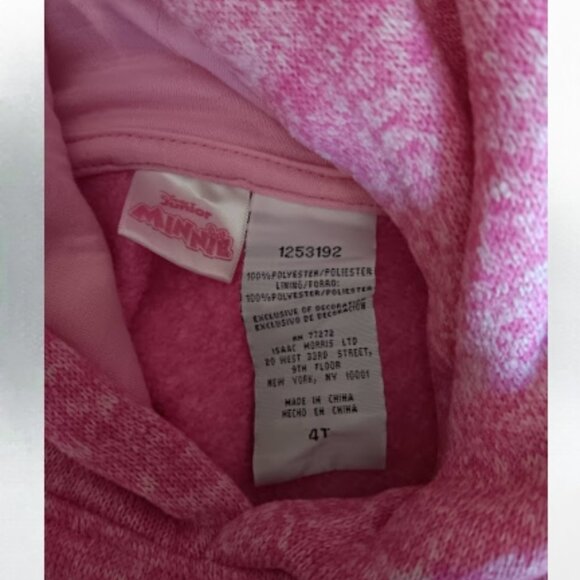 Disney
Junior
MINNIE
1253192
100%POLYESTER/POLIESTER
LINING/FORRO:
100%POLYESTER/POLIESTER
EXCLUSIVE OF DECORATION
EXCLUSIVO DE DECORACION
RN 77272
ISAAC MORRIS LTD
20 WEST 33RD STREET,
9TH FLOOR
NEW YORK, NY 10001
MADE IN CHINA
HECHO EN CHINA
4T